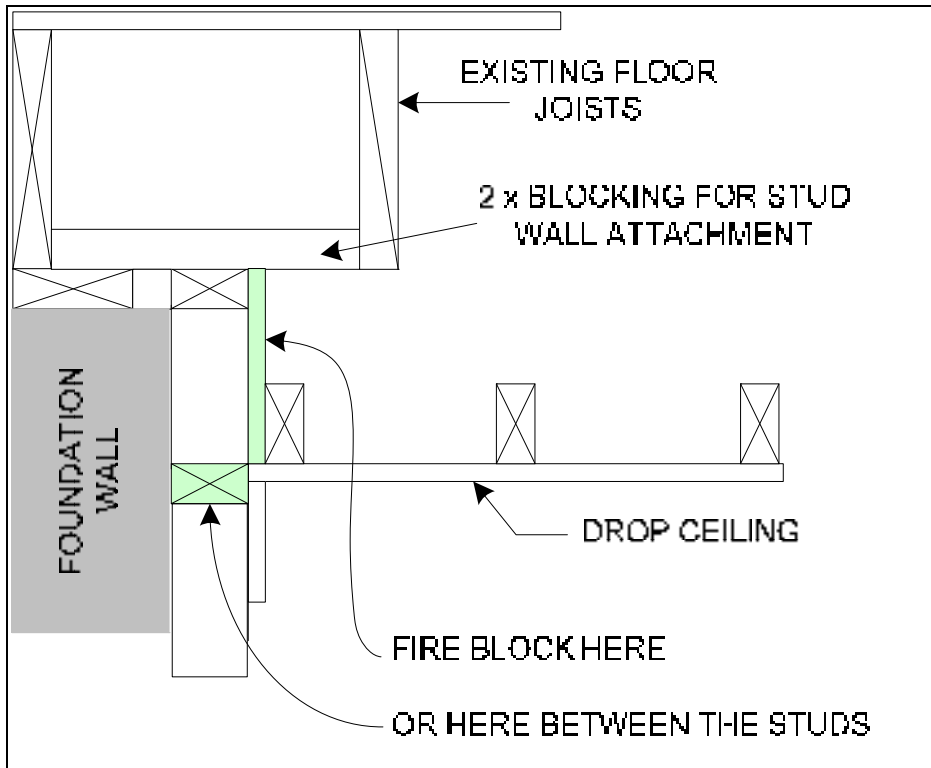 EXISTING FLOOR
JOISTS
2 x BLOCKING FOR STUD
WALL ATTACHMENT
FOUNDATION
WALL
DROP CEILING
FIRE BLOCK HERE
OR HERE BETWEEN THE STUDS